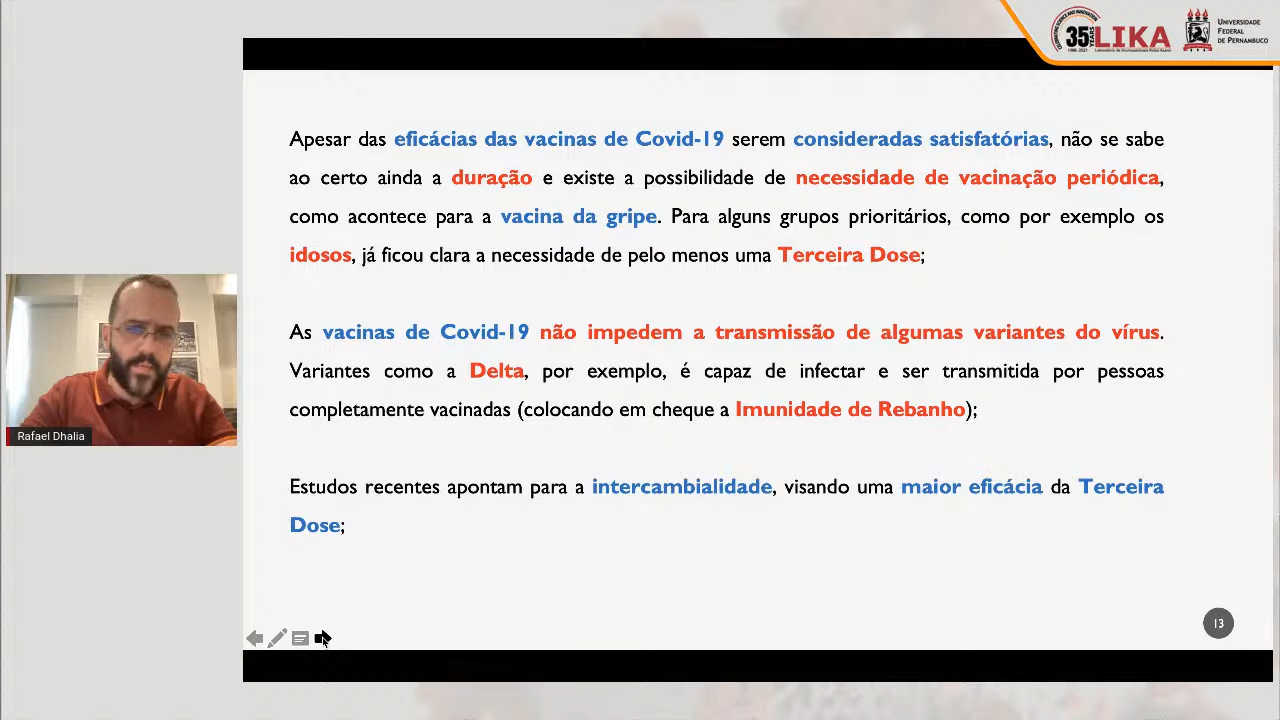 35 LIKA
UNIVERSIDADE
FEDERAL
DE PERNAMBUCO
Apesar das eficácias das vacinas de Covid-19 serem consideradas satisfatórias, não se sabe
ao certo ainda a duração e existe a possibilidade de necessidade de vacinação periódica,
como acontece para a vacina da gripe. Para alguns grupos prioritários, como por exemplo os
idosos, já ficou clara a necessidade de pelo menos uma Terceira Dose;
As vacinas de Covid-19 não impedem a transmissão de algumas variantes do vírus.
Variantes como a Delta, por exemplo, é capaz de infectar e ser transmitida por pessoas
completamente vacinadas (colocando em cheque a Imunidade de Rebanho);
Estudos recentes apontam para a intercambialidade, visando uma maior eficácia da Terceira
Dose;
Rafael Dhalia
13